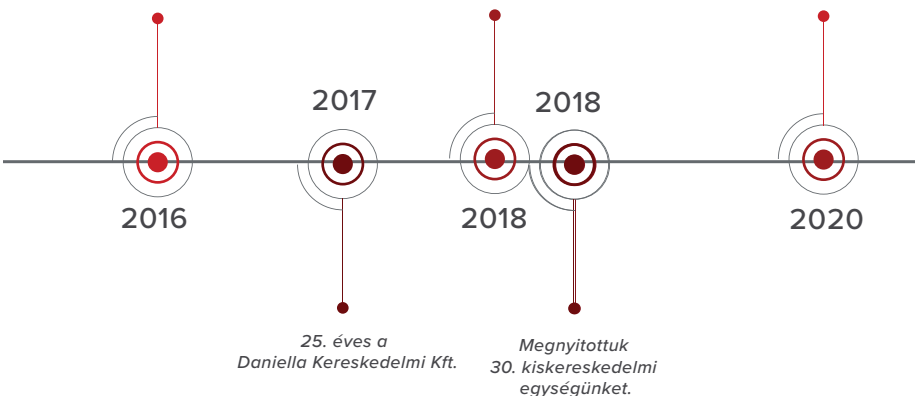 2017
2018
2016
2018
2020
25. éves a
Daniella Kereskedelmi Kft.
Megnyitottuk
30. kiskereskedelmi
egységünket.